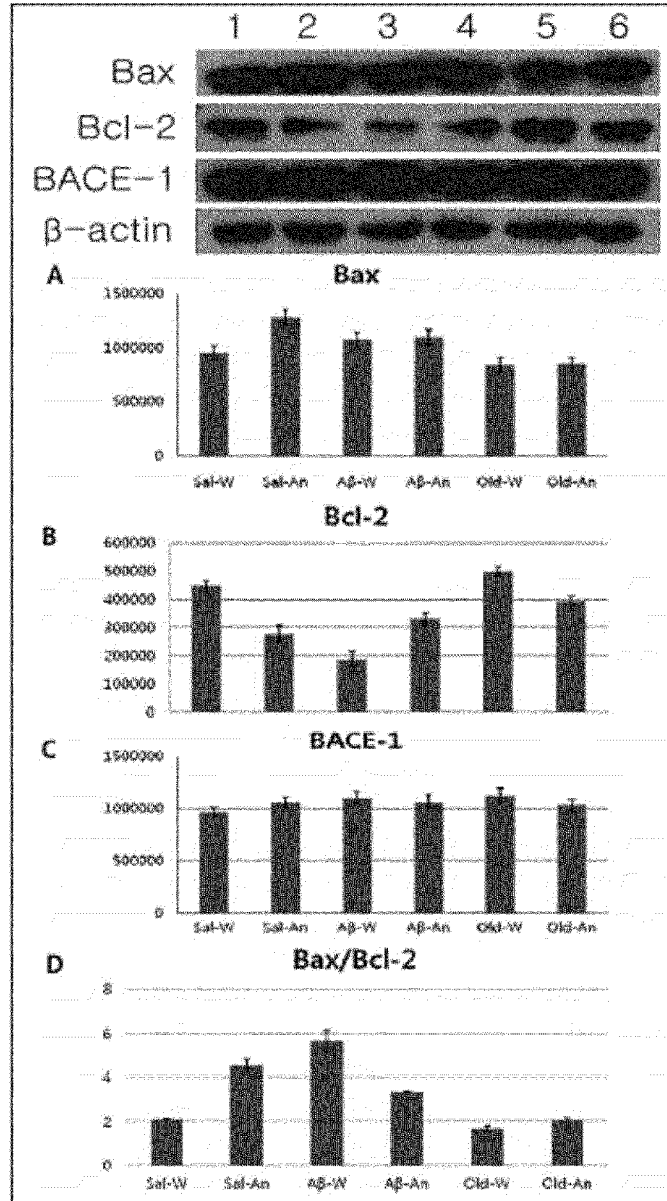 1 2 3 4 5 6
Bax
Bcl-2
BACE-1
β-actin
A Bax
1500000
1000000
500000
0
Sal-W Sal-An Aβ-W Aβ-An Old-W Old-An
B Bcl-2
600000
500000
400000
300000
200000
100000
0
C BACE-1
1500000
1000000
500000
0
Sal-W Sal-An Aβ-W Aβ-An Old-W Old-An
D Bax/Bcl-2
8
6
4
2
0
Sal-W Sal-An Aβ-W Aβ-An Old-W Old-An